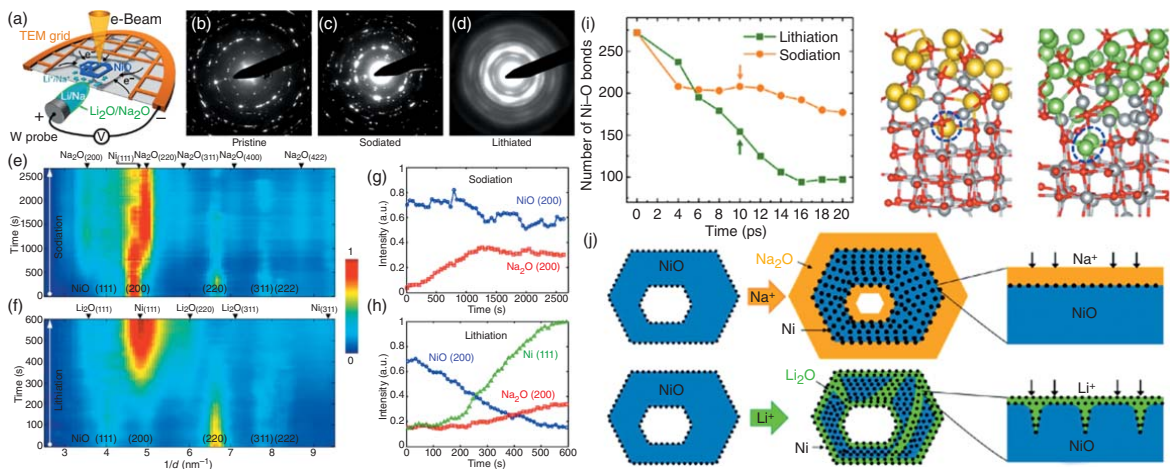 (a)
e-Beam
TEM grid
NiO
e⁻
e⁻
Li⁺/Na⁺
Li/Na
Li₂O/Na₂O
+
−
V
W probe
(b)
Pristine
(c)
Sodiated
(d)
Lithiated
(e)
Na₂O(200)
Ni(111)
Na₂O(220)
Na₂O(311)
Na₂O(400)
Na₂O(422)
Time (s)
2500
2000
1500
1000
500
0
Sodiation
NiO (111) (200) (220) (311) (222)
1
0
(f)
Li₂O(111)
Ni(111)
Li₂O(220)
Li₂O(311)
Ni(311)
Time (s)
600
500
400
300
200
100
0
Lithiation
NiO (111) (200) (220) (311) (222)
3 4 5 6 7 8 9
1/d (nm⁻¹)
(g)
Sodiation
NiO (200)
Na₂O (200)
Intensity (a.u.)
1
0.8
0.6
0.4
0.2
0
0 500 1000 1500 2000 2500
Time (s)
(h)
Lithiation
NiO (200)
Ni (111)
Na₂O (200)
Intensity (a.u.)
1
0.8
0.6
0.4
0.2
0
0 100 200 300 400 500 600
Time (s)
(i)
Lithiation
Sodiation
Number of Ni–O bonds
250
200
150
100
0 2 4 6 8 10 12 14 16 18 20
Time (ps)
(j)
NiO
Na⁺
Na₂O
Ni
Na⁺
NiO
NiO
Li⁺
Li₂O
Ni
Li⁺
NiO